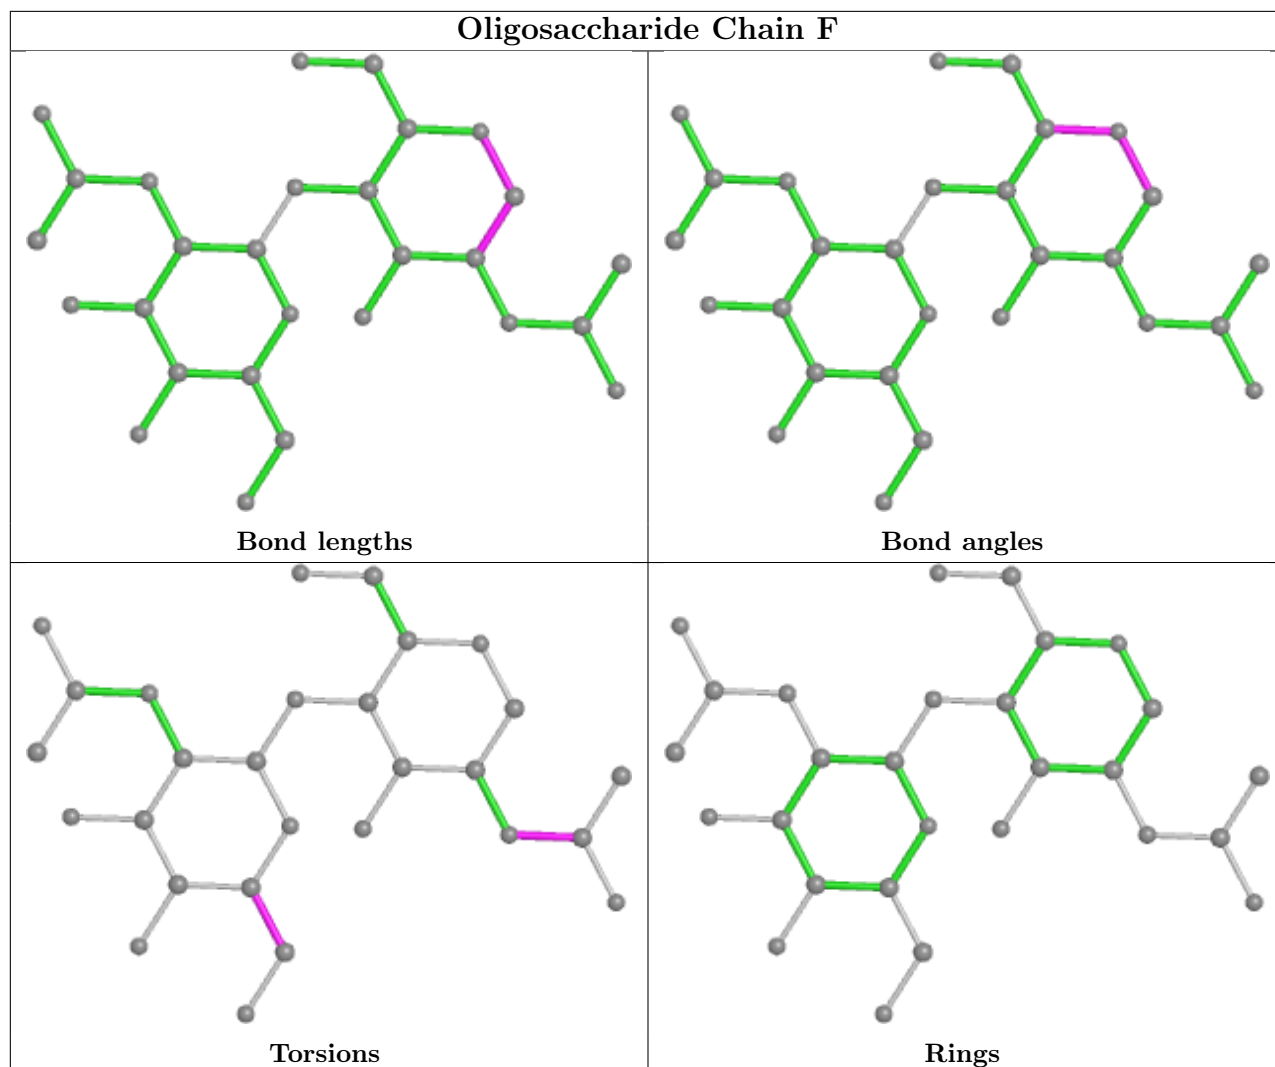 Oligosaccharide Chain F
Bond lengths
Bond angles
Torsions
Rings